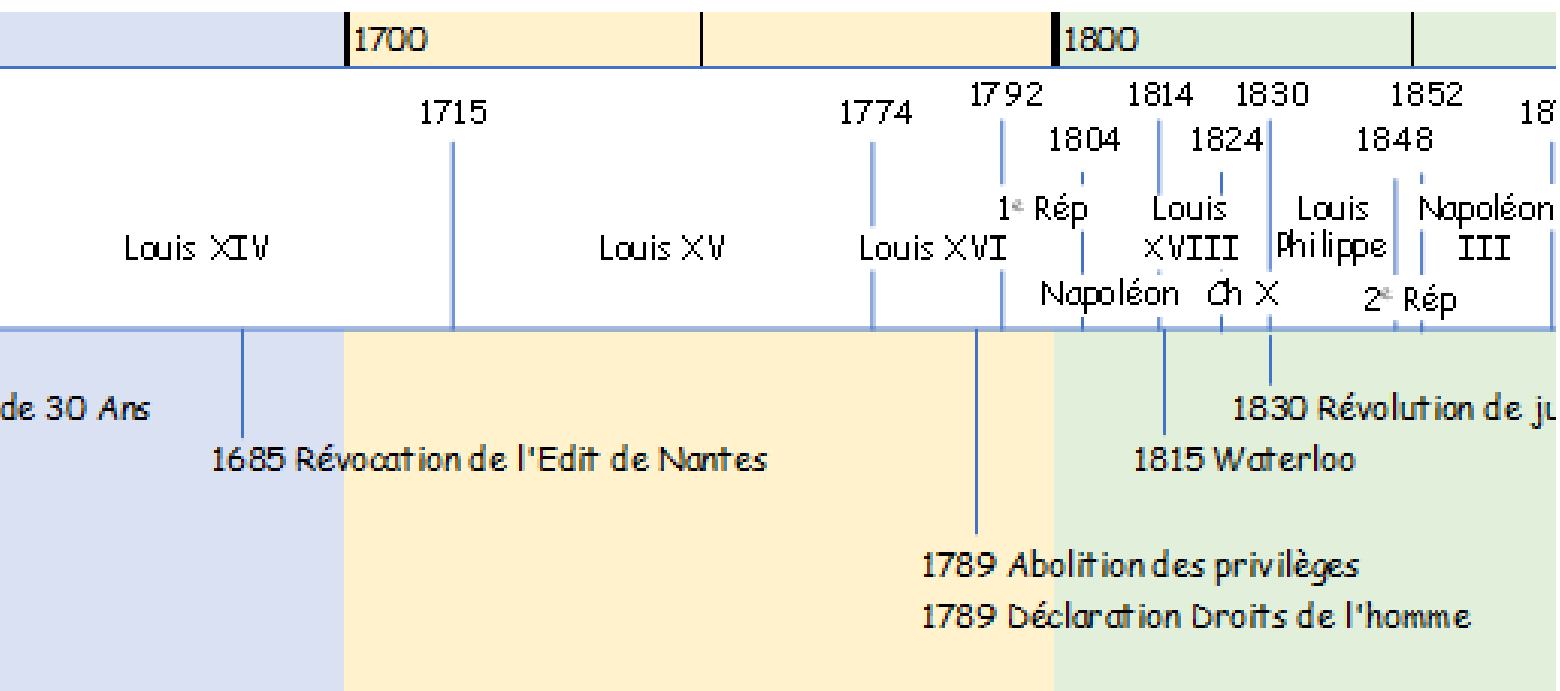 1700
1800
1715
1774
1792
1804
1814
1824
1830
1848
1852
Louis XIV
Louis XV
Louis XVI
1e Rép
Napoléon
Louis
XVIII
Ch X
Louis
Philippe
2e Rép
Napoléon
III
de 30 Ans
1685 Révocation de l'Edit de Nantes
1830 Révolution de ju
1815 Waterloo
1789 Abolition des privilèges
1789 Déclaration Droits de l'homme